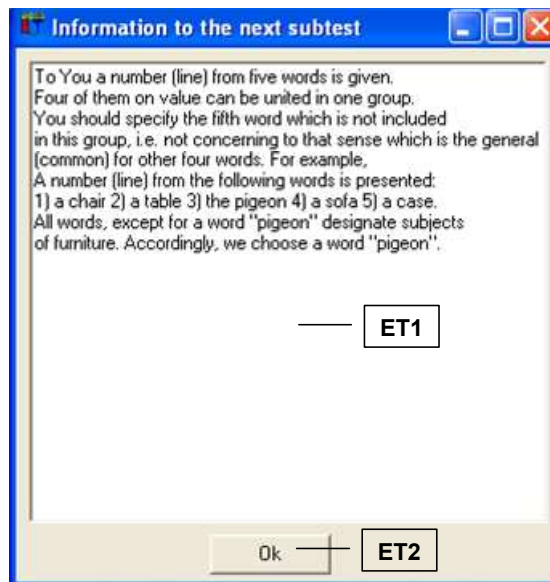 Information to the next subtest
To You a number (line) from five words is given.
Four of them on value can be united in one group.
You should specify the fifth word which is not included
in this group, i.e. not concerning to that sense which is the general
(common) for other four words. For example,
A number (line) from the following words is presented:
1) a chair 2) a table 3) the pigeon 4) a sofa 5) a case.
All words, except for a word "pigeon" designate subjects
of furniture. Accordingly, we choose a word "pigeon".
ET1
Ok
ET2